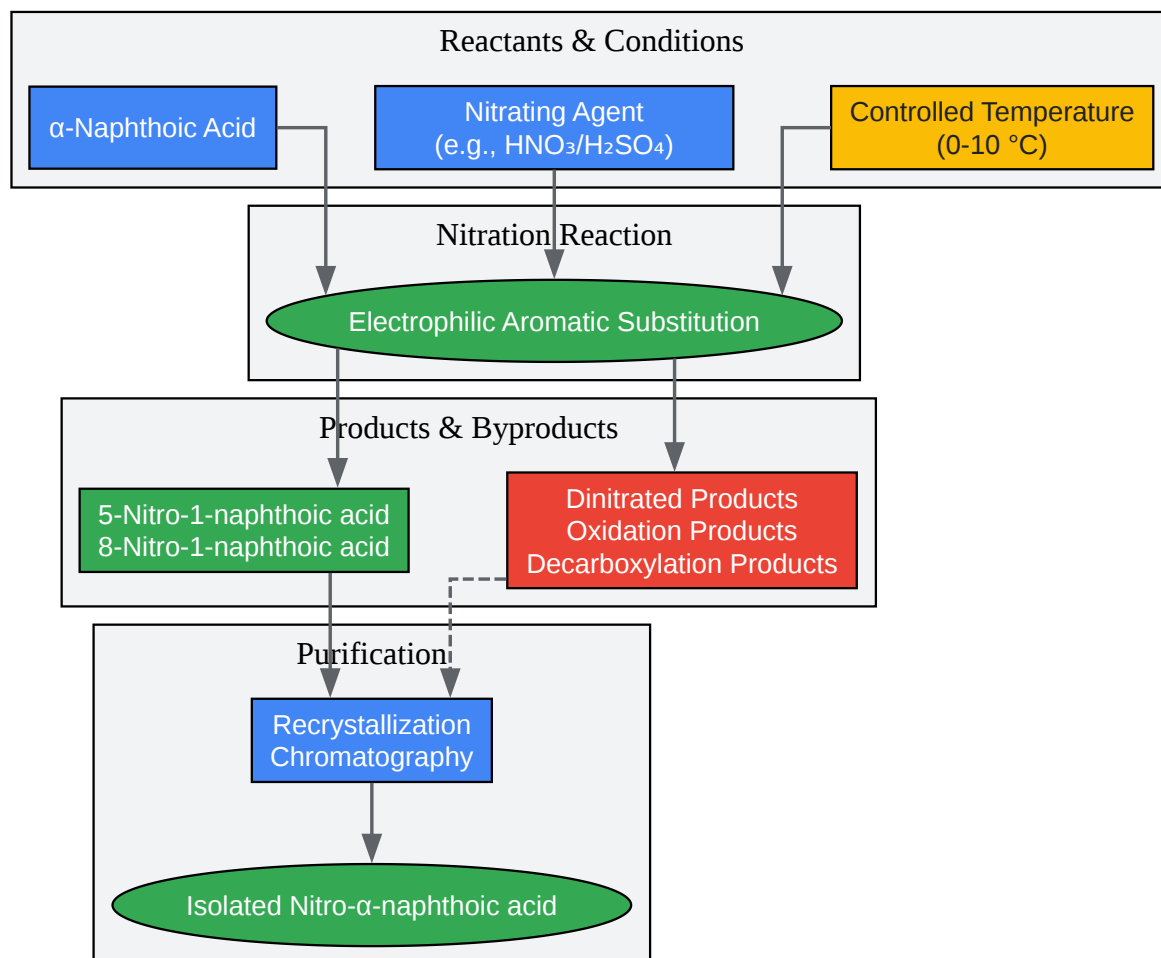 Reactants & Conditions
α-Naphthoic Acid
Nitrating Agent
(e.g., HNO₃/H₂SO₄)
Controlled Temperature
(0-10 °C)
Nitration Reaction
Electrophilic Aromatic Substitution
Products & Byproducts
5-Nitro-1-naphthoic acid
8-Nitro-1-naphthoic acid
Dinitrated Products
Oxidation Products
Decarboxylation Products
Purification
Recrystallization
Chromatography
Isolated Nitro-α-naphthoic acid